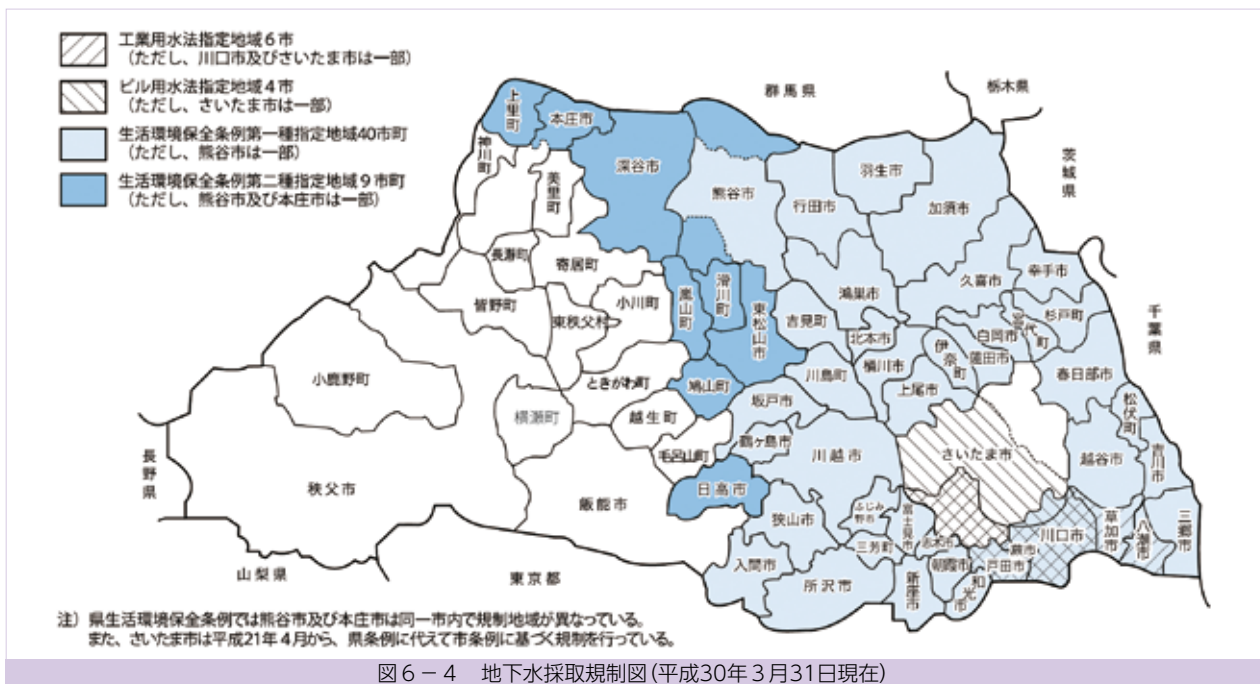 工業用水法指定地域6市
(ただし、川口市及びさいたま市は一部)
ビル用水法指定地域4市
(ただし、さいたま市は一部)
生活環境保全条例第一種指定地域40市町
(ただし、熊谷市は一部)
生活環境保全条例第二種指定地域9市町
(ただし、熊谷市及び本庄市は一部)
群馬県
栃木県
茨城県
千葉県
長野県
山梨県
東京都
上里町
本庄市
神川町
美里町
深谷市
熊谷市
行田市
羽生市
加須市
長瀞町
寄居町
皆野町
東秩父村
小川町
嵐山町
滑川町
東松山市
吉見町
鴻巣市
北本市
久喜市
幸手市
杉戸町
宮代町
白岡市
蓮田市
伊奈町
桶川市
上尾市
川島町
春日部市
松伏町
小鹿野町
ときがわ町
鳩山町
坂戸市
横瀬町
越生町
毛呂山町
鶴ヶ島市
川越市
さいたま市
越谷市
吉川市
秩父市
飯能市
日高市
狭山市
ふじみ野市
富士見市
三芳町
志木市
朝霞市
和光市
新座市
入間市
所沢市
戸田市
蕨市
川口市
草加市
八潮市
三郷市
注)県生活環境保全条例では熊谷市及び本庄市は同一市内で規制地域が異なっている。
また、さいたま市は平成21年4月から、県条例に代えて市条例に基づく規制を行っている。
図6-4 地下水採取規制図(平成30年3月31日現在)